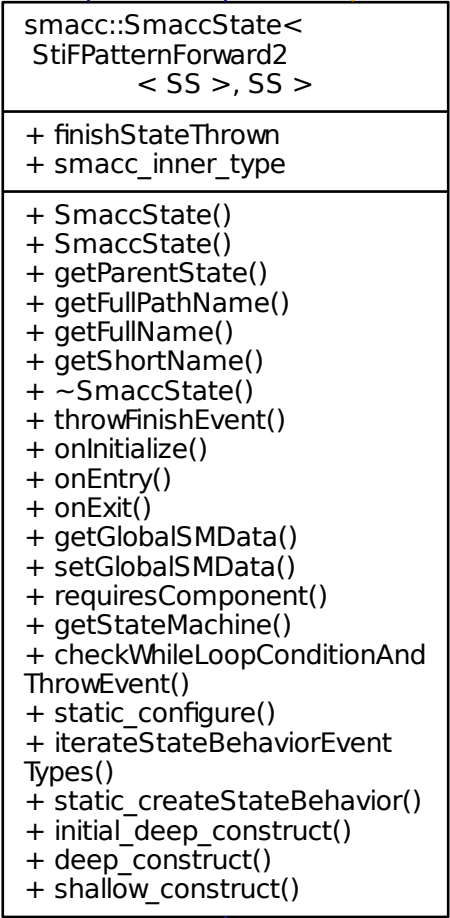 smacc::SmaccState<
StiFPatternForward2
< SS >, SS >
+ finishStateThrown
+ smacc_inner_type
+ SmaccState()
+ SmaccState()
+ getParentState()
+ getFullPathName()
+ getFullName()
+ getShortName()
+ ~SmaccState()
+ throwFinishEvent()
+ onInitialize()
+ onEntry()
+ onExit()
+ getGlobalSMData()
+ setGlobalSMData()
+ requiresComponent()
+ getStateMachine()
+ checkWhileLoopConditionAnd
ThrowEvent()
+ static_configure()
+ iterateStateBehaviorEvent
Types()
+ static_createStateBehavior()
+ initial_deep_construct()
+ deep_construct()
+ shallow_construct()